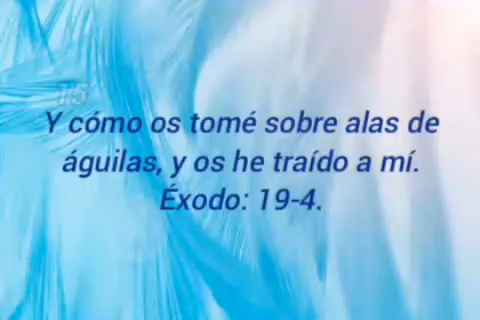 Y cómo os tomé sobre alas de
águilas, y os he traído a mí.
Éxodo: 19-4.